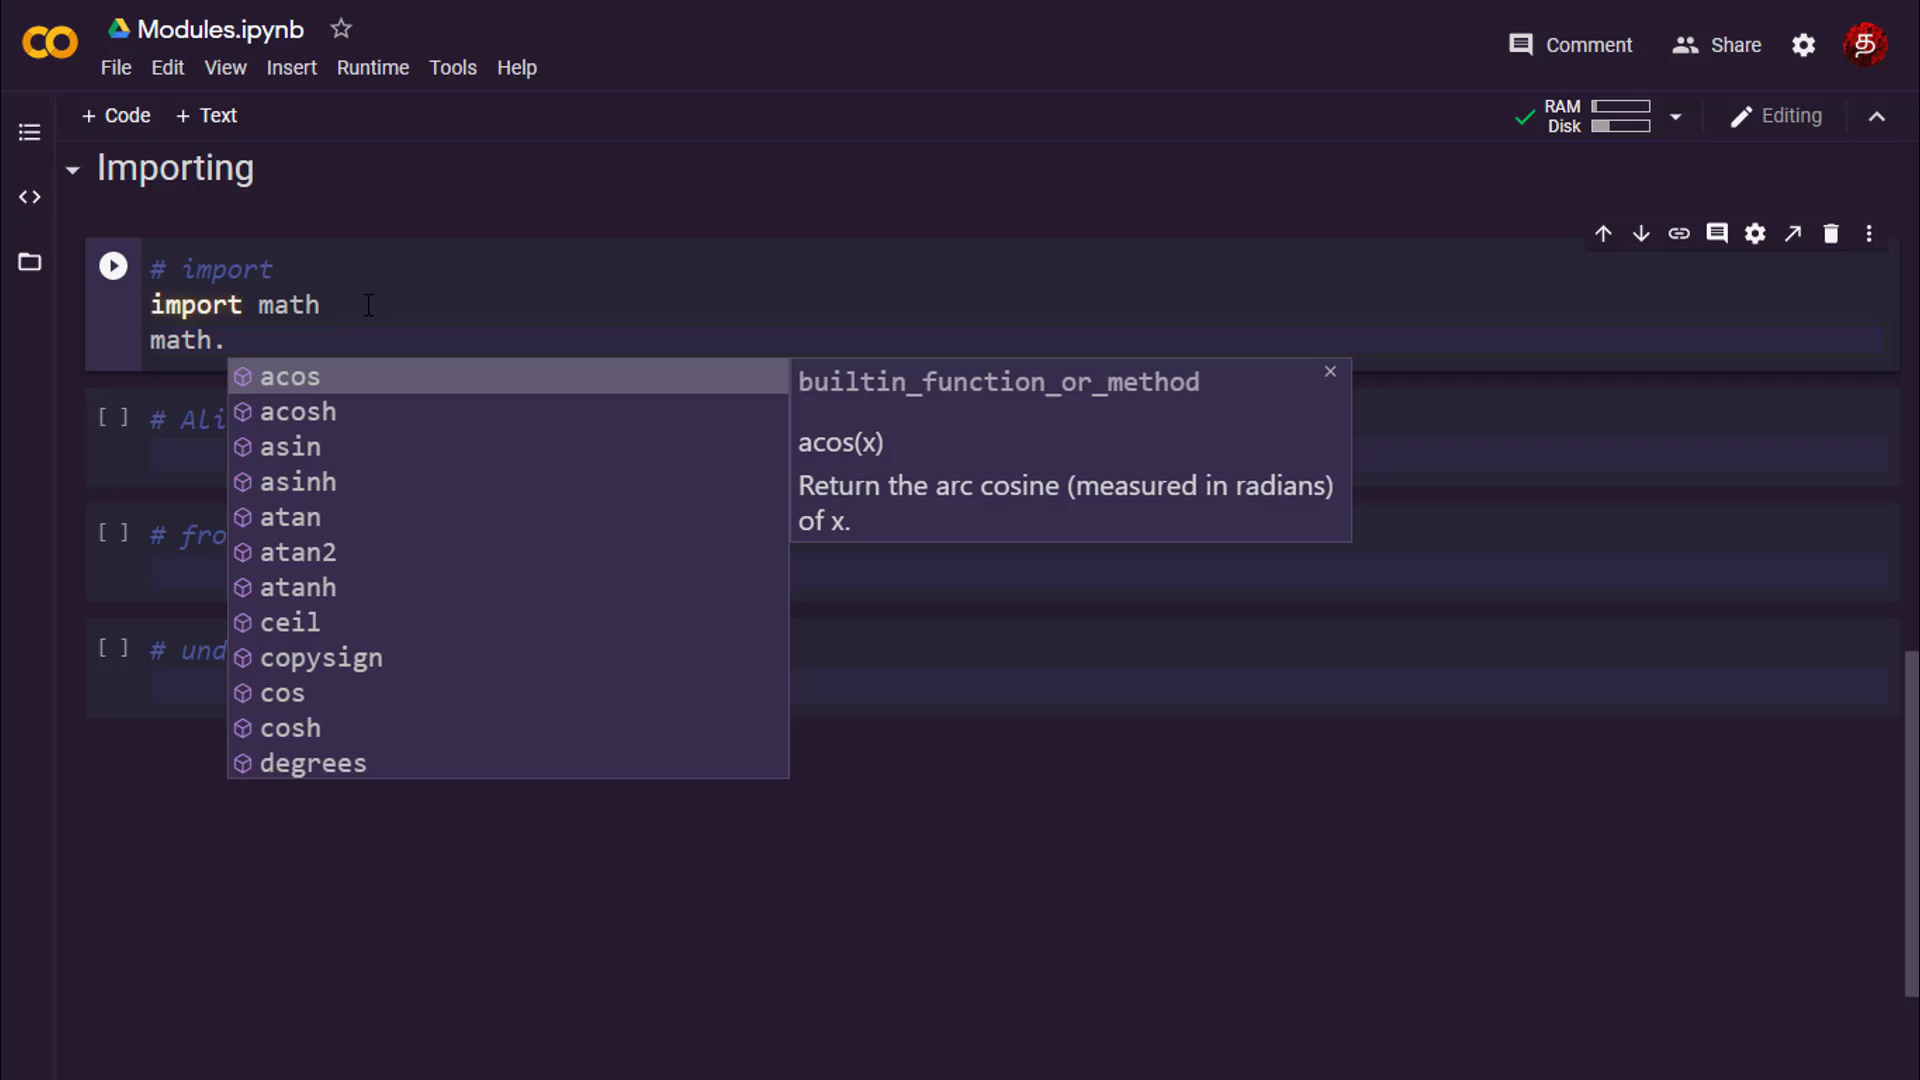 Modules.ipynb
File Edit View Insert Runtime Tools Help
Comment Share
த
+ Code + Text
RAM
Disk
Editing
Importing
# import
import math
math.
[ ] # Ali
[ ] # fro
[ ] # und
acos
acosh
asin
asinh
atan
atan2
atanh
ceil
copysign
cos
cosh
degrees
builtin_function_or_method
acos(x)
Return the arc cosine (measured in radians)
of x.